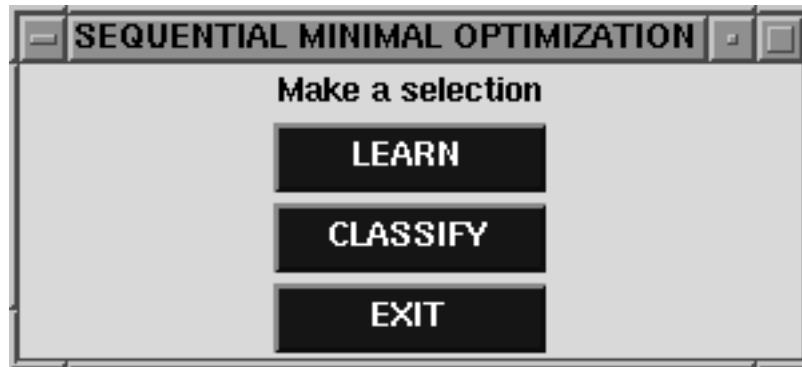 SEQUENTIAL MINIMAL OPTIMIZATION
Make a selection
LEARN
CLASSIFY
EXIT